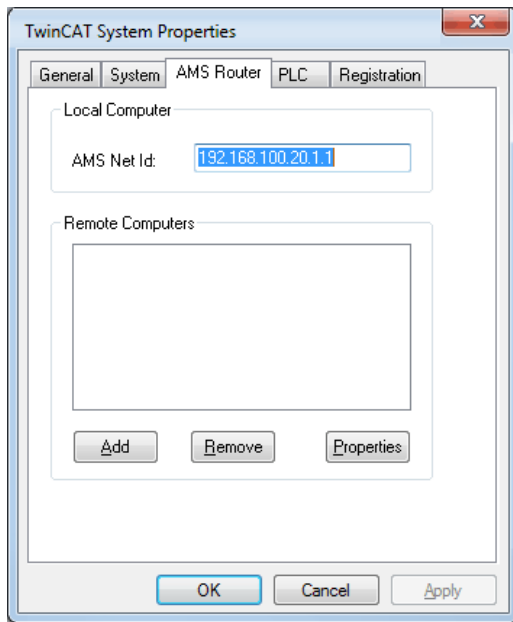 TwinCAT System Properties
General System AMS Router PLC Registration
Local Computer
AMS Net Id: 192.168.100.20.1.1
Remote Computers
Add Remove Properties
OK Cancel Apply